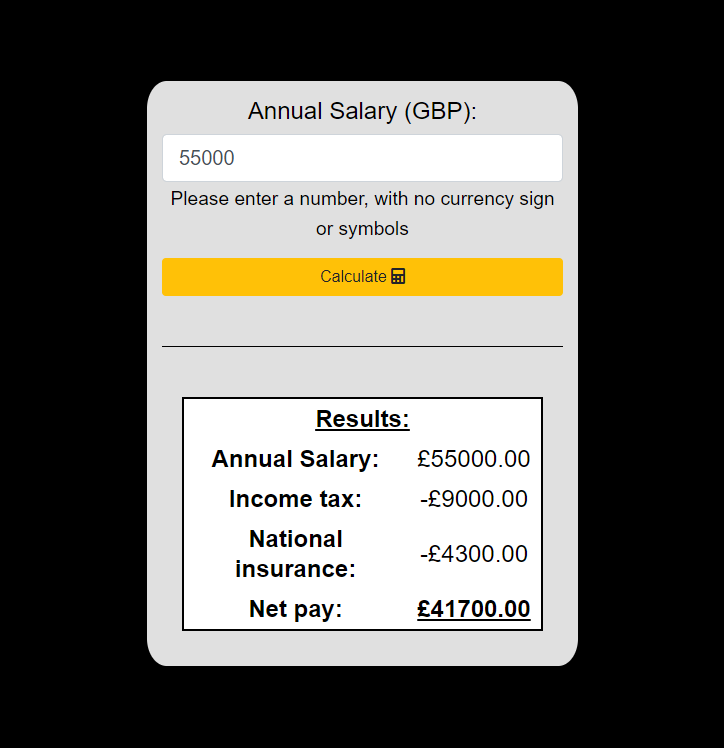 Annual Salary (GBP):
55000
Please enter a number, with no currency sign
or symbols
Calculate
Results:
Annual Salary: £55000.00
Income tax: -£9000.00
National
insurance: -£4300.00
Net pay: £41700.00